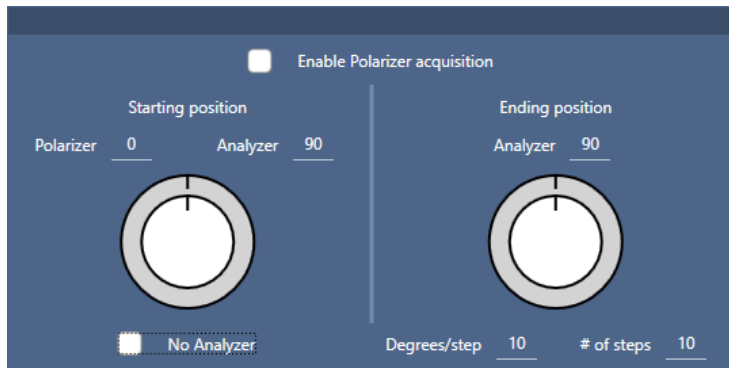 Enable Polarizer acquisition
Starting position
Polarizer 0 Analyzer 90
No Analyzer
Ending position
Analyzer 90
Degrees/step 10 # of steps 10